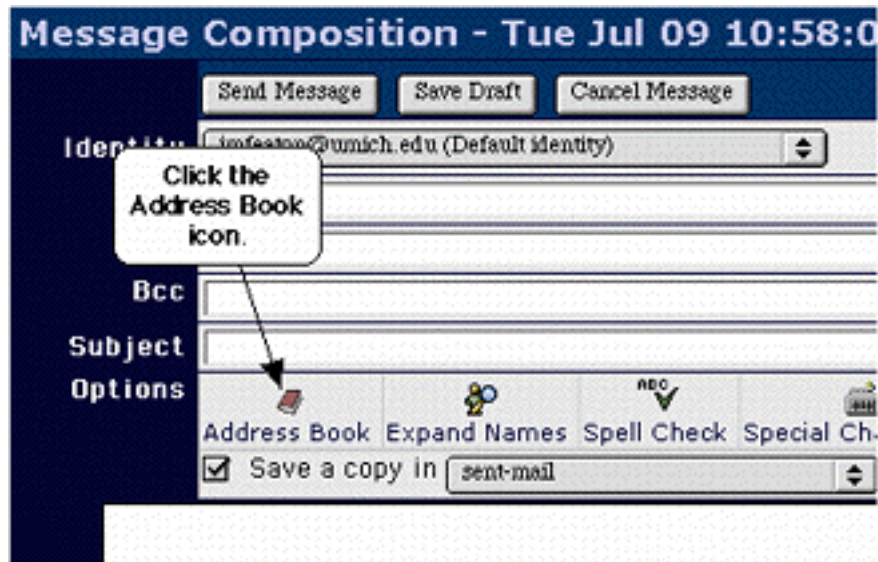 Message Composition - Tue Jul 09 10:58:0
Send Message Save Draft Cancel Message
Identity jmfeaton@umich.edu (Default identity)
Click the
Address Book
icon.
Bcc
Subject
Options
ABC
Address Book Expand Names Spell Check Special Ch
Save a copy in sent-mail